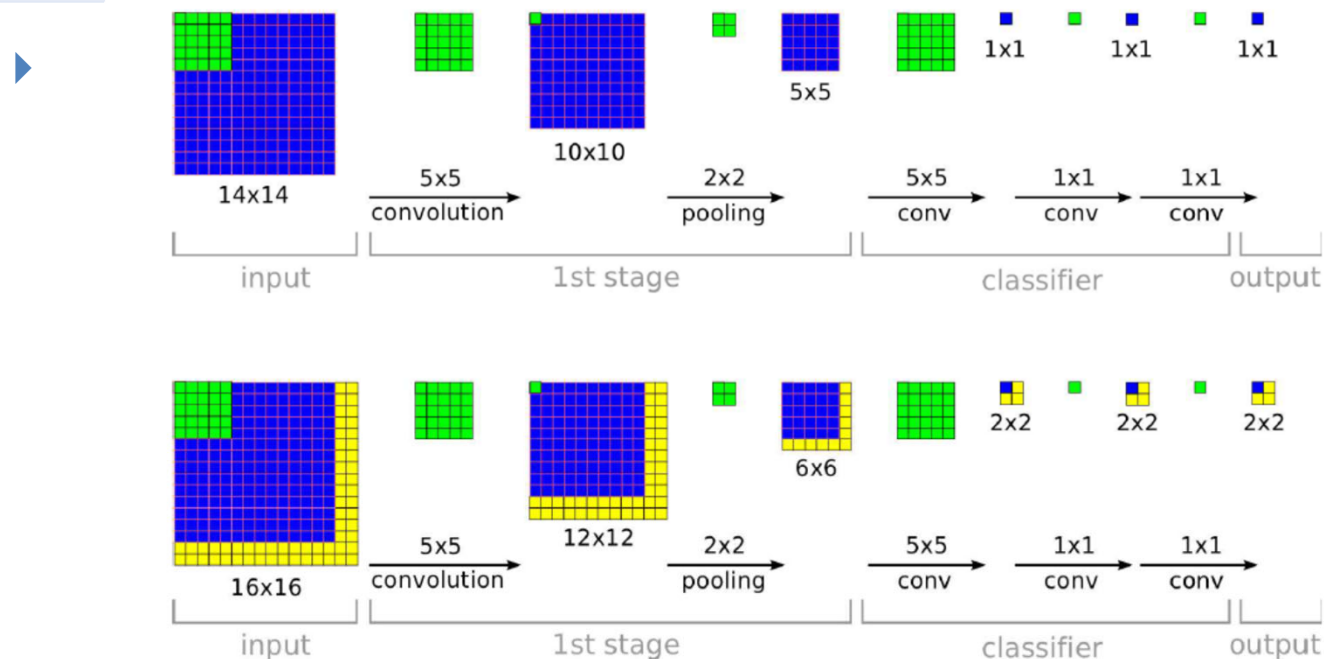 1x1 1x1 1x1
5x5
10x10
14x14
5x5 2x2 5x5 1x1 1x1
convolution pooling conv conv conv
input 1st stage classifier output
2x2 2x2 2x2
6x6
12x12
16x16
5x5 2x2 5x5 1x1 1x1
convolution pooling conv conv conv
input 1st stage classifier output